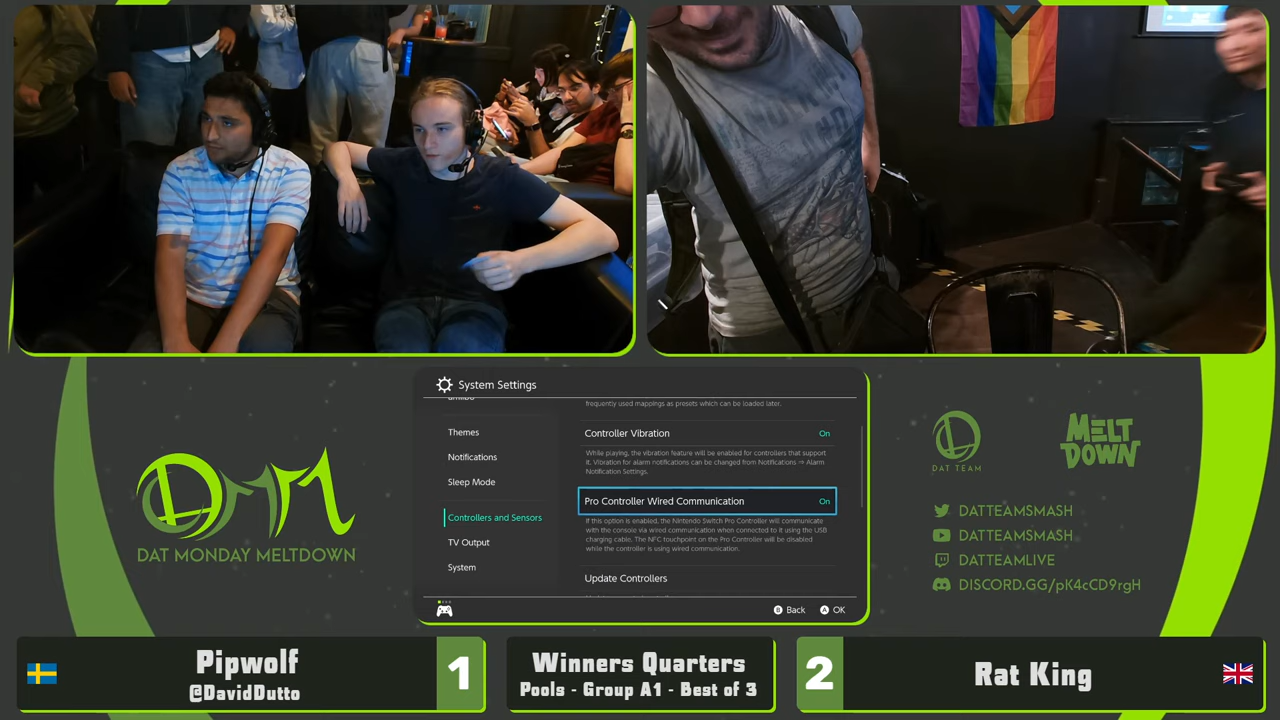 System Settings
amiibo
frequently used mappings as presets which can be loaded later.
Themes
Controller Vibration
On
Notifications
While playing, the vibration feature will be enabled for controllers that support
it. Vibration for alarm notifications can be changed from Notifications → Alarm
Notification Settings.
Sleep Mode
Pro Controller Wired Communication
On
Controllers and Sensors
If this option is enabled, the Nintendo Switch Pro Controller will communicate
with the console via wired communication when connected to it using the USB
charging cable. The NFC touchpoint on the Pro Controller will be disabled
while the controller is using wired communication.
TV Output
System
Update Controllers
B Back
A OK
DMM
DAT MONDAY MELTDOWN
DAT TEAM
MELT
DOWN
DATTEAMSMASH
DATTEAMSMASH
DATTEAMLIVE
DISCORD.GG/pK4cCD9rgH
Pipwolf
@DavidDutto
1
Winners Quarters
Pools - Group A1 - Best of 3
2
Rat King